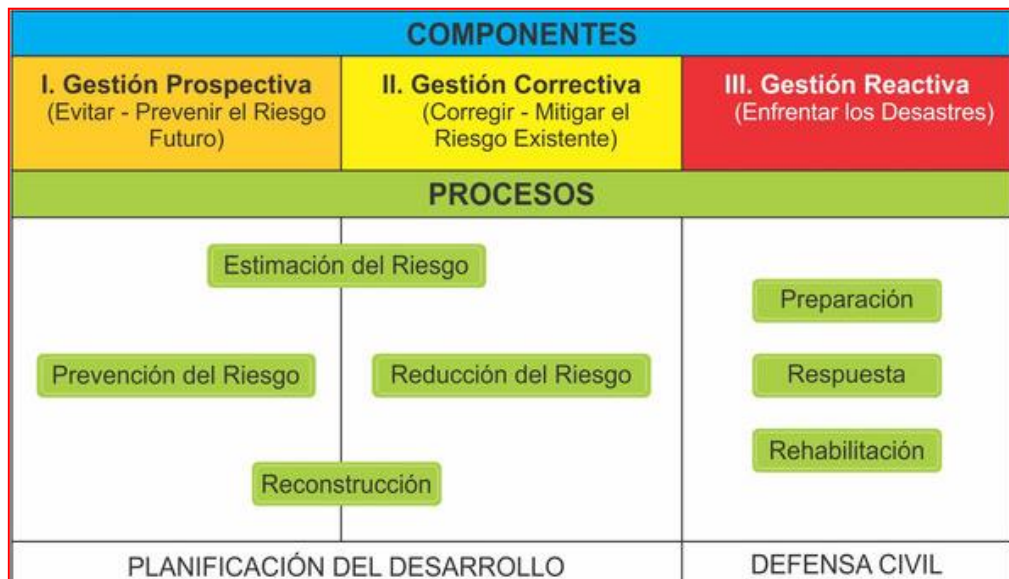 COMPONENTES
I. Gestión Prospectiva
(Evitar - Prevenir el Riesgo
Futuro)
II. Gestión Correctiva
(Corregir - Mitigar el
Riesgo Existente)
III. Gestión Reactiva
(Enfrentar los Desastres)
PROCESOS
Estimación del Riesgo
Prevención del Riesgo
Reducción del Riesgo
Reconstrucción
Preparación
Respuesta
Rehabilitación
PLANIFICACIÓN DEL DESARROLLO
DEFENSA CIVIL